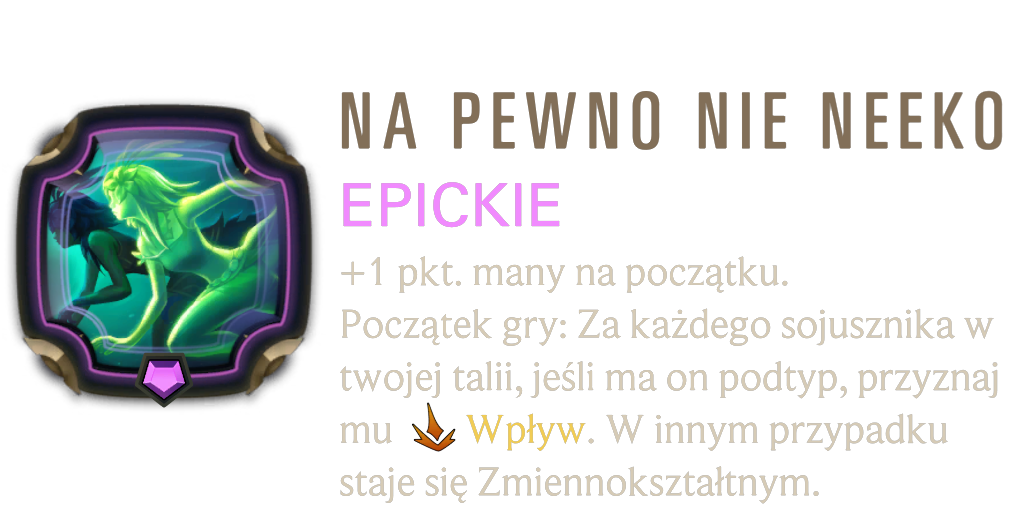 NA PEWNO NIE NEEKO
EPICKIE
+1 pkt. many na początku.
Początek gry: Za każdego sojusznika w
twojej talii, jeśli ma on podtyp, przyznaj
mu Wpływ. W innym przypadku
staje się Zmiennokształtnym.